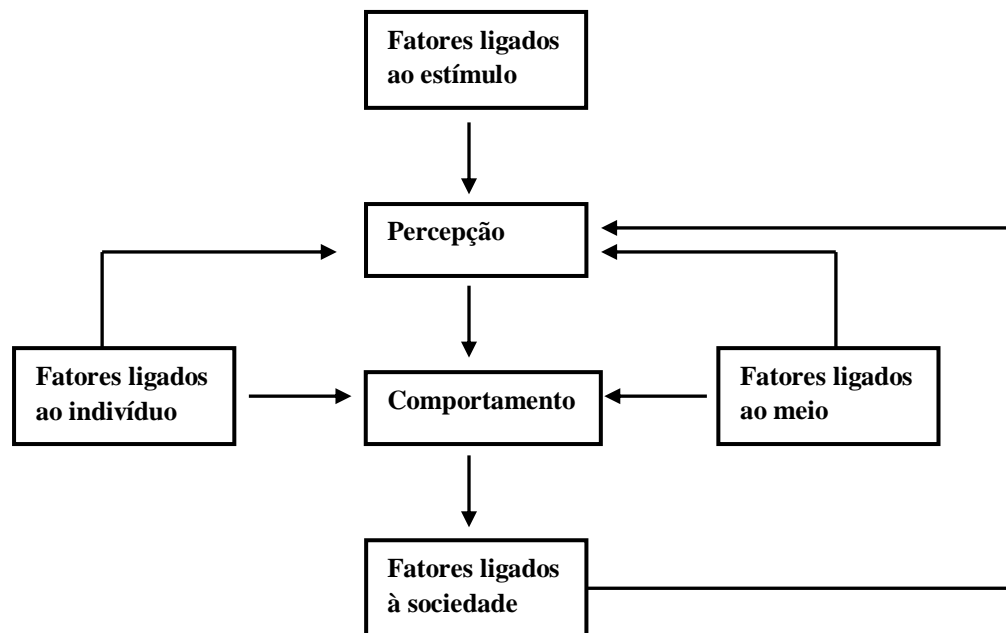 Fatores ligados
ao estímulo
Percepção
Fatores ligados
ao indivíduo
Comportamento
Fatores ligados
ao meio
Fatores ligados
à sociedade